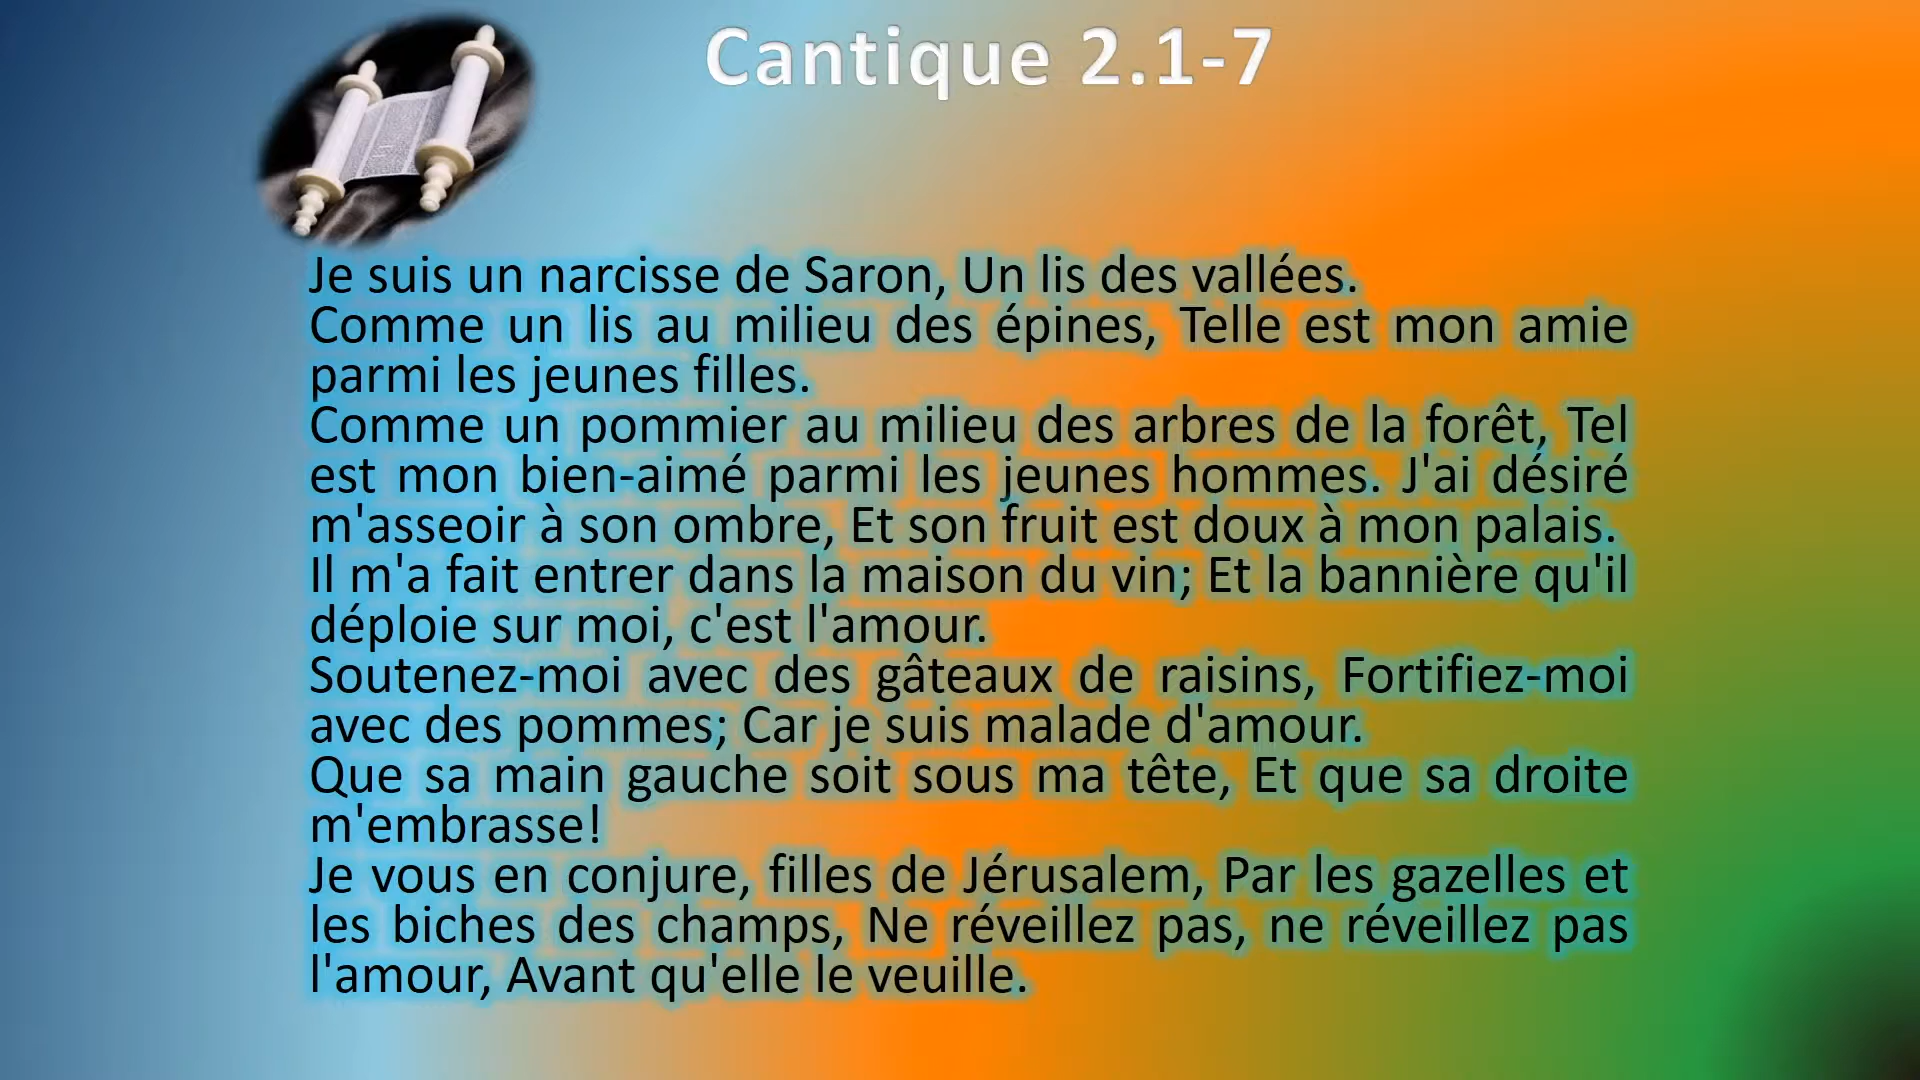 Cantique 2.1-7
Je suis un narcisse de Saron, Un lis des vallées.
Comme un lis au milieu des épines, Telle est mon amie
parmi les jeunes filles.
Comme un pommier au milieu des arbres de la forêt, Tel
est mon bien-aimé parmi les jeunes hommes. J'ai désiré
m'asseoir à son ombre, Et son fruit est doux à mon palais.
Il m'a fait entrer dans la maison du vin; Et la bannière qu'il
déploie sur moi, c'est l'amour.
Soutenez-moi avec des gâteaux de raisins, Fortifiez-moi
avec des pommes; Car je suis malade d'amour.
Que sa main gauche soit sous ma tête, Et que sa droite
m'embrasse!
Je vous en conjure, filles de Jérusalem, Par les gazelles et
les biches des champs, Ne réveillez pas, ne réveillez pas
l'amour, Avant qu'elle le veuille.